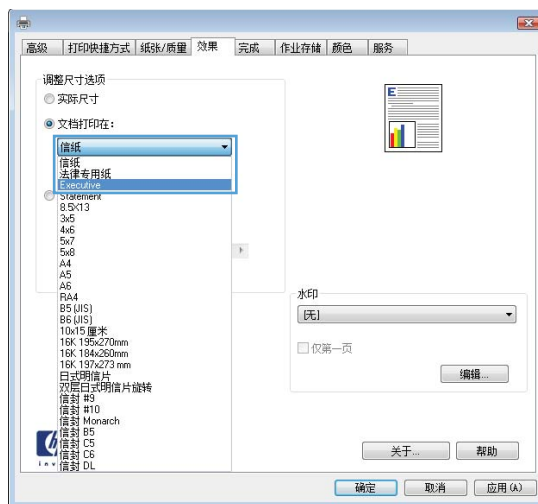 高级 打印快捷方式 纸张/质量 效果 完成 作业存储 颜色 服务
调整尺寸选项
实际尺寸
文档打印在：
信纸
信纸
法律专用纸
Executive
Statement
8.5X13
3x5
4x6
5x7
5x8
A4
A5
A6
RA4
B5 (JIS)
B6 (JIS)
10x15 厘米
16K 195x270mm
16K 184x260mm
16K 197x273 mm
日式明信片
双层日式明信片旋转
信封 #9
信封 #10
信封 Monarch
信封 B5
信封 C5
信封 C6
信封 DL
E
水印
[无]
仅第一页
编辑...
inv
关于... 帮助
确定 取消 应用 (A)